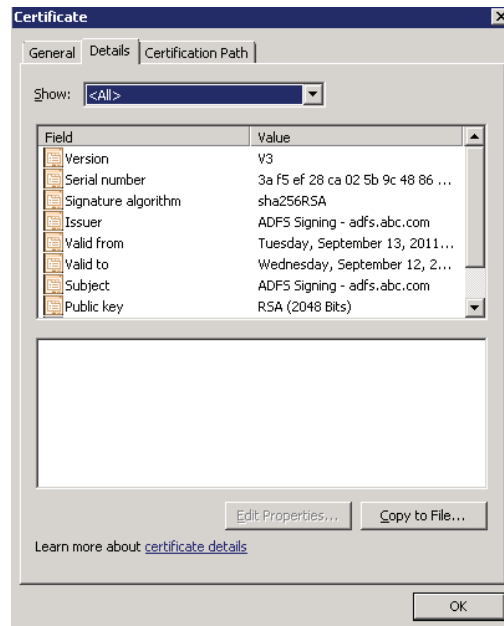 Certificate
General Details Certification Path
Show: <All>
Field Value
Version V3
Serial number 3a f5 ef 28 ca 02 5b 9c 48 86 ...
Signature algorithm sha256RSA
Issuer ADFS Signing - adfs.abc.com
Valid from Tuesday, September 13, 2011...
Valid to Wednesday, September 12, 2...
Subject ADFS Signing - adfs.abc.com
Public key RSA (2048 Bits)
Edit Properties... Copy to File...
Learn more about certificate details
OK